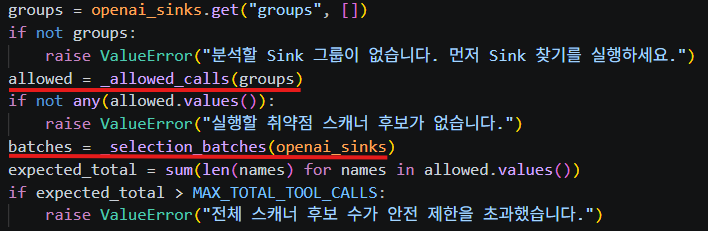 groups = openai_sinks.get("groups", [])
if not groups:
raise ValueError("분석할 Sink 그룹이 없습니다. 먼저 Sink 찾기를 실행하세요.")
allowed = _allowed_calls(groups)
if not any(allowed.values()):
raise ValueError("실행할 취약점 스캐너 후보가 없습니다.")
batches = _selection_batches(openai_sinks)
expected_total = sum(len(names) for names in allowed.values())
if expected_total > MAX_TOTAL_TOOL_CALLS:
raise ValueError("전체 스캐너 후보 수가 안전 제한을 초과했습니다.")